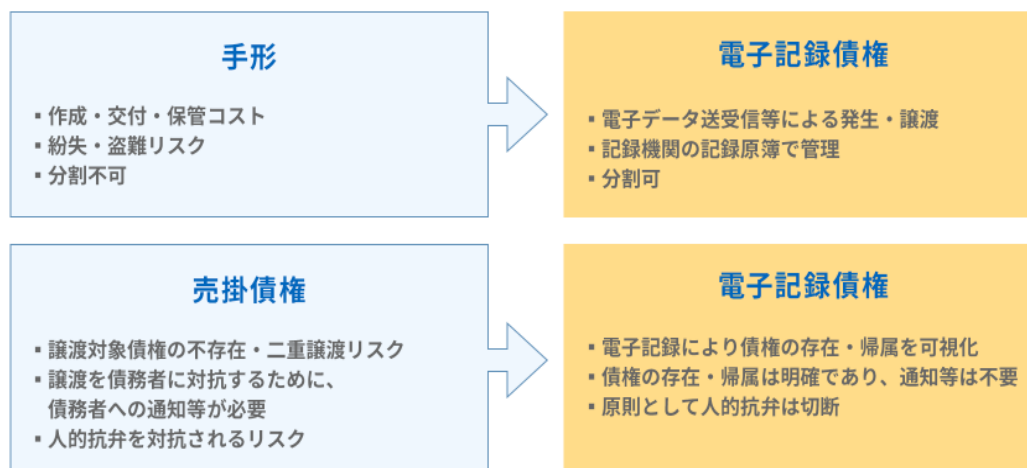 手形
▪ 作成・交付・保管コスト
▪ 紛失・盗難リスク
▪ 分割不可
電子記録債権
▪ 電子データ送受信等による発生・譲渡
▪ 記録機関の記録原簿で管理
▪ 分割可
売掛債権
▪ 譲渡対象債権の不存在・二重譲渡リスク
▪ 譲渡を債務者に対抗するために、
債務者への通知等が必要
▪ 人的抗弁を対抗されるリスク
電子記録債権
▪ 電子記録により債権の存在・帰属を可視化
▪ 債権の存在・帰属は明確であり、通知等は不要
▪ 原則として人的抗弁は切断